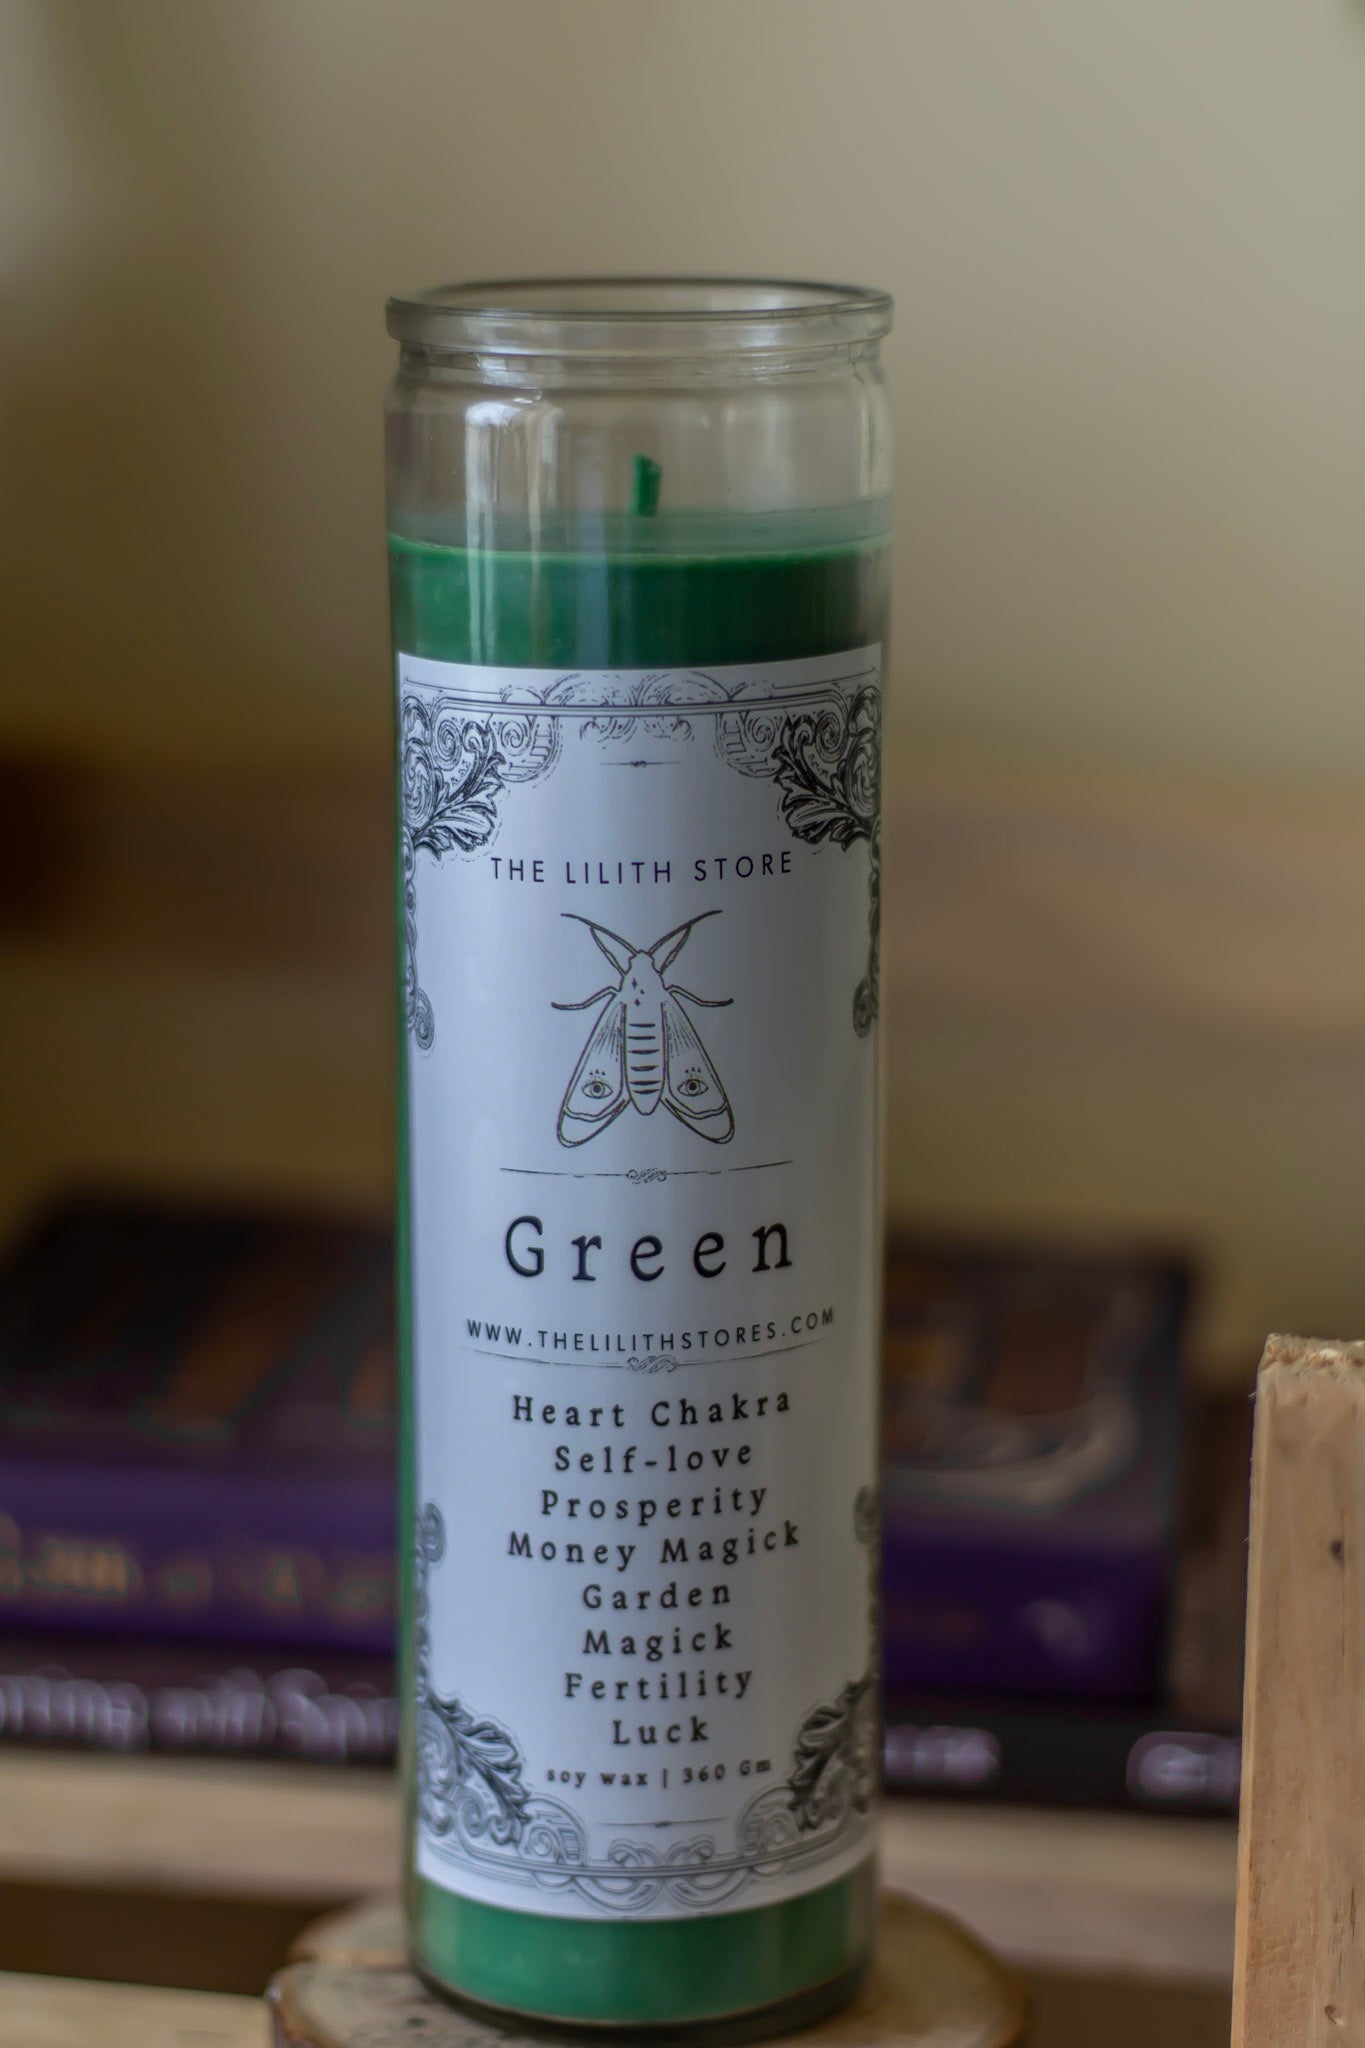 THE LILITH STORE
Green
WWW.THELILITHSTORES.COM
Heart Chakra
Self-love
Prosperity
Money Magick
Garden
Magick
Fertility
Luck
soy wax | 360 Gm